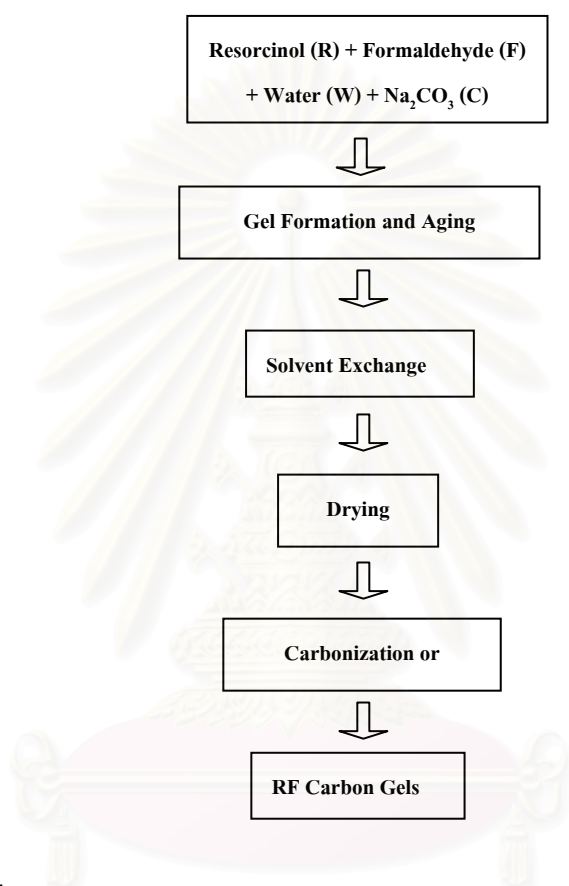 Resorcinol (R) + Formaldehyde (F)
+ Water (W) + Na₂CO₃ (C)
Gel Formation and Aging
Solvent Exchange
Drying
Carbonization or
RF Carbon Gels